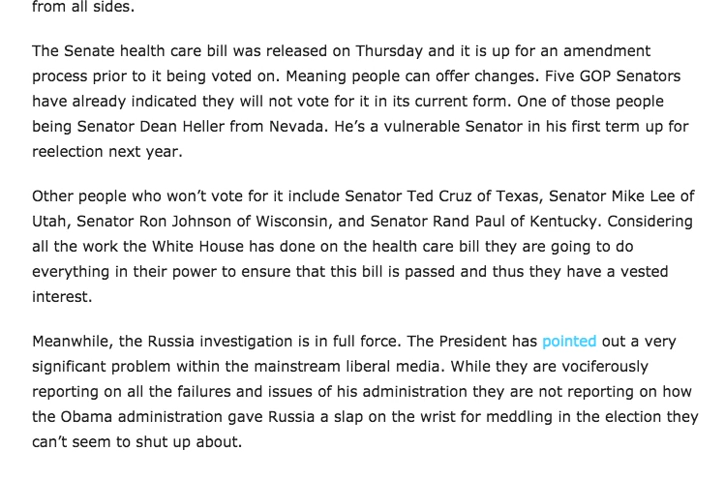 from all sides.
The Senate health care bill was released on Thursday and it is up for an amendment
process prior to it being voted on. Meaning people can offer changes. Five GOP Senators
have already indicated they will not vote for it in its current form. One of those people
being Senator Dean Heller from Nevada. He’s a vulnerable Senator in his first term up for
reelection next year.
Other people who won’t vote for it include Senator Ted Cruz of Texas, Senator Mike Lee of
Utah, Senator Ron Johnson of Wisconsin, and Senator Rand Paul of Kentucky. Considering
all the work the White House has done on the health care bill they are going to do
everything in their power to ensure that this bill is passed and thus they have a vested
interest.
Meanwhile, the Russia investigation is in full force. The President has pointed out a very
significant problem within the mainstream liberal media. While they are vociferously
reporting on all the failures and issues of his administration they are not reporting on how
the Obama administration gave Russia a slap on the wrist for meddling in the election they
can’t seem to shut up about.